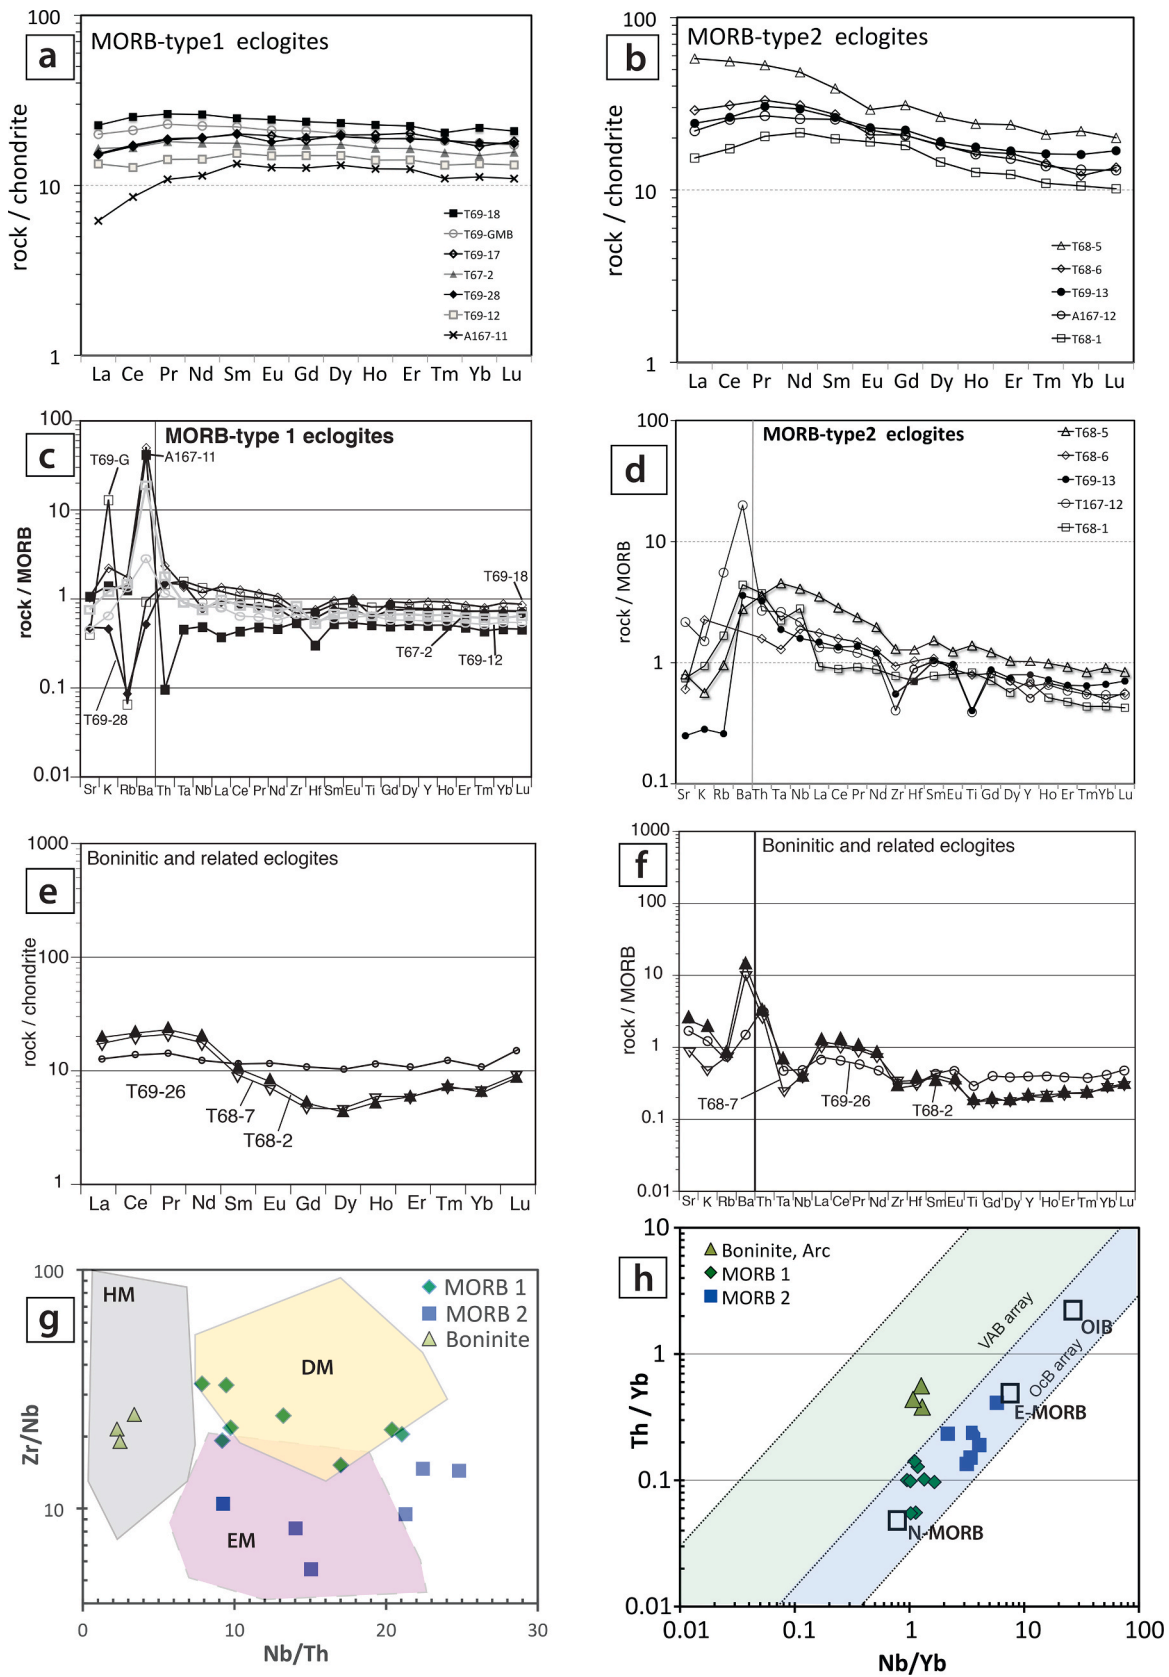 a
MORB-type1 eclogites
rock / chondrite
100
10
1
T69-18
T69-GMB
T69-17
T67-2
T69-28
T69-12
A167-11
La Ce Pr Nd Sm Eu Gd Dy Ho Er Tm Yb Lu
b
MORB-type2 eclogites
rock / chondrite
100
10
1
T68-5
T68-6
T69-13
A167-12
T68-1
La Ce Pr Nd Sm Eu Gd Dy Ho Er Tm Yb Lu
c
MORB-type 1 eclogites
rock / MORB
100
10
1
0.1
0.01
T69-G
A167-11
T69-18
T67-2
T69-12
T69-28
Sr K Rb Ba Th Ta Nb La Ce Pr Nd Zr Hf Sm Eu Ti Gd Dy Y Ho Er Tm Yb Lu
d
MORB-type2 eclogites
rock / MORB
100
10
1
0.1
T68-5
T68-6
T69-13
T167-12
T68-1
Sr K Rb Ba Th Ta Nb La Ce Pr Nd Zr Hf Sm Eu Ti Gd Dy Y Ho Er Tm Yb Lu
e
Boninitic and related eclogites
rock / chondrite
1000
100
10
1
T69-26
T68-7
T68-2
La Ce Pr Nd Sm Eu Gd Dy Ho Er Tm Yb Lu
f
Boninitic and related eclogites
rock / MORB
1000
100
10
1
0.1
0.01
T68-7
T69-26
T68-2
Sr K Rb Ba Th Ta Nb La Ce Pr Nd Zr Hf Sm Eu Ti Gd Dy Y Ho Er Tm Yb Lu
g
Zr/Nb
100
10
HM
DM
EM
MORB 1
MORB 2
Boninite
0 10 20 30
Nb/Th
h
Th / Yb
10
1
0.1
0.01
Boninite, Arc
MORB 1
MORB 2
VAB array
OcB array
OIB
E-MORB
N-MORB
0.01 0.1 1 10 100
Nb/Yb